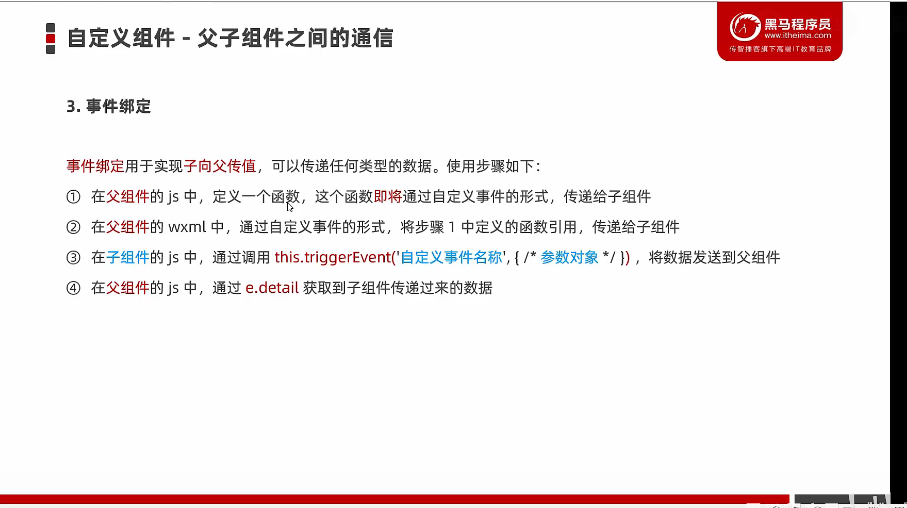 自定义组件 - 父子组件之间的通信
黑马程序员
www.itheima.com
传智播客旗下高端IT教育品牌
3. 事件绑定
事件绑定用于实现子向父传值，可以传递任何类型的数据。使用步骤如下：
① 在父组件的 js 中，定义一个函数，这个函数即将通过自定义事件的形式，传递给子组件
② 在父组件的 wxml 中，通过自定义事件的形式，将步骤 1 中定义的函数引用，传递给子组件
③ 在子组件的 js 中，通过调用 this.triggerEvent('自定义事件名称', { /* 参数对象 */ }) ，将数据发送到父组件
④ 在父组件的 js 中，通过 e.detail 获取到子组件传递过来的数据